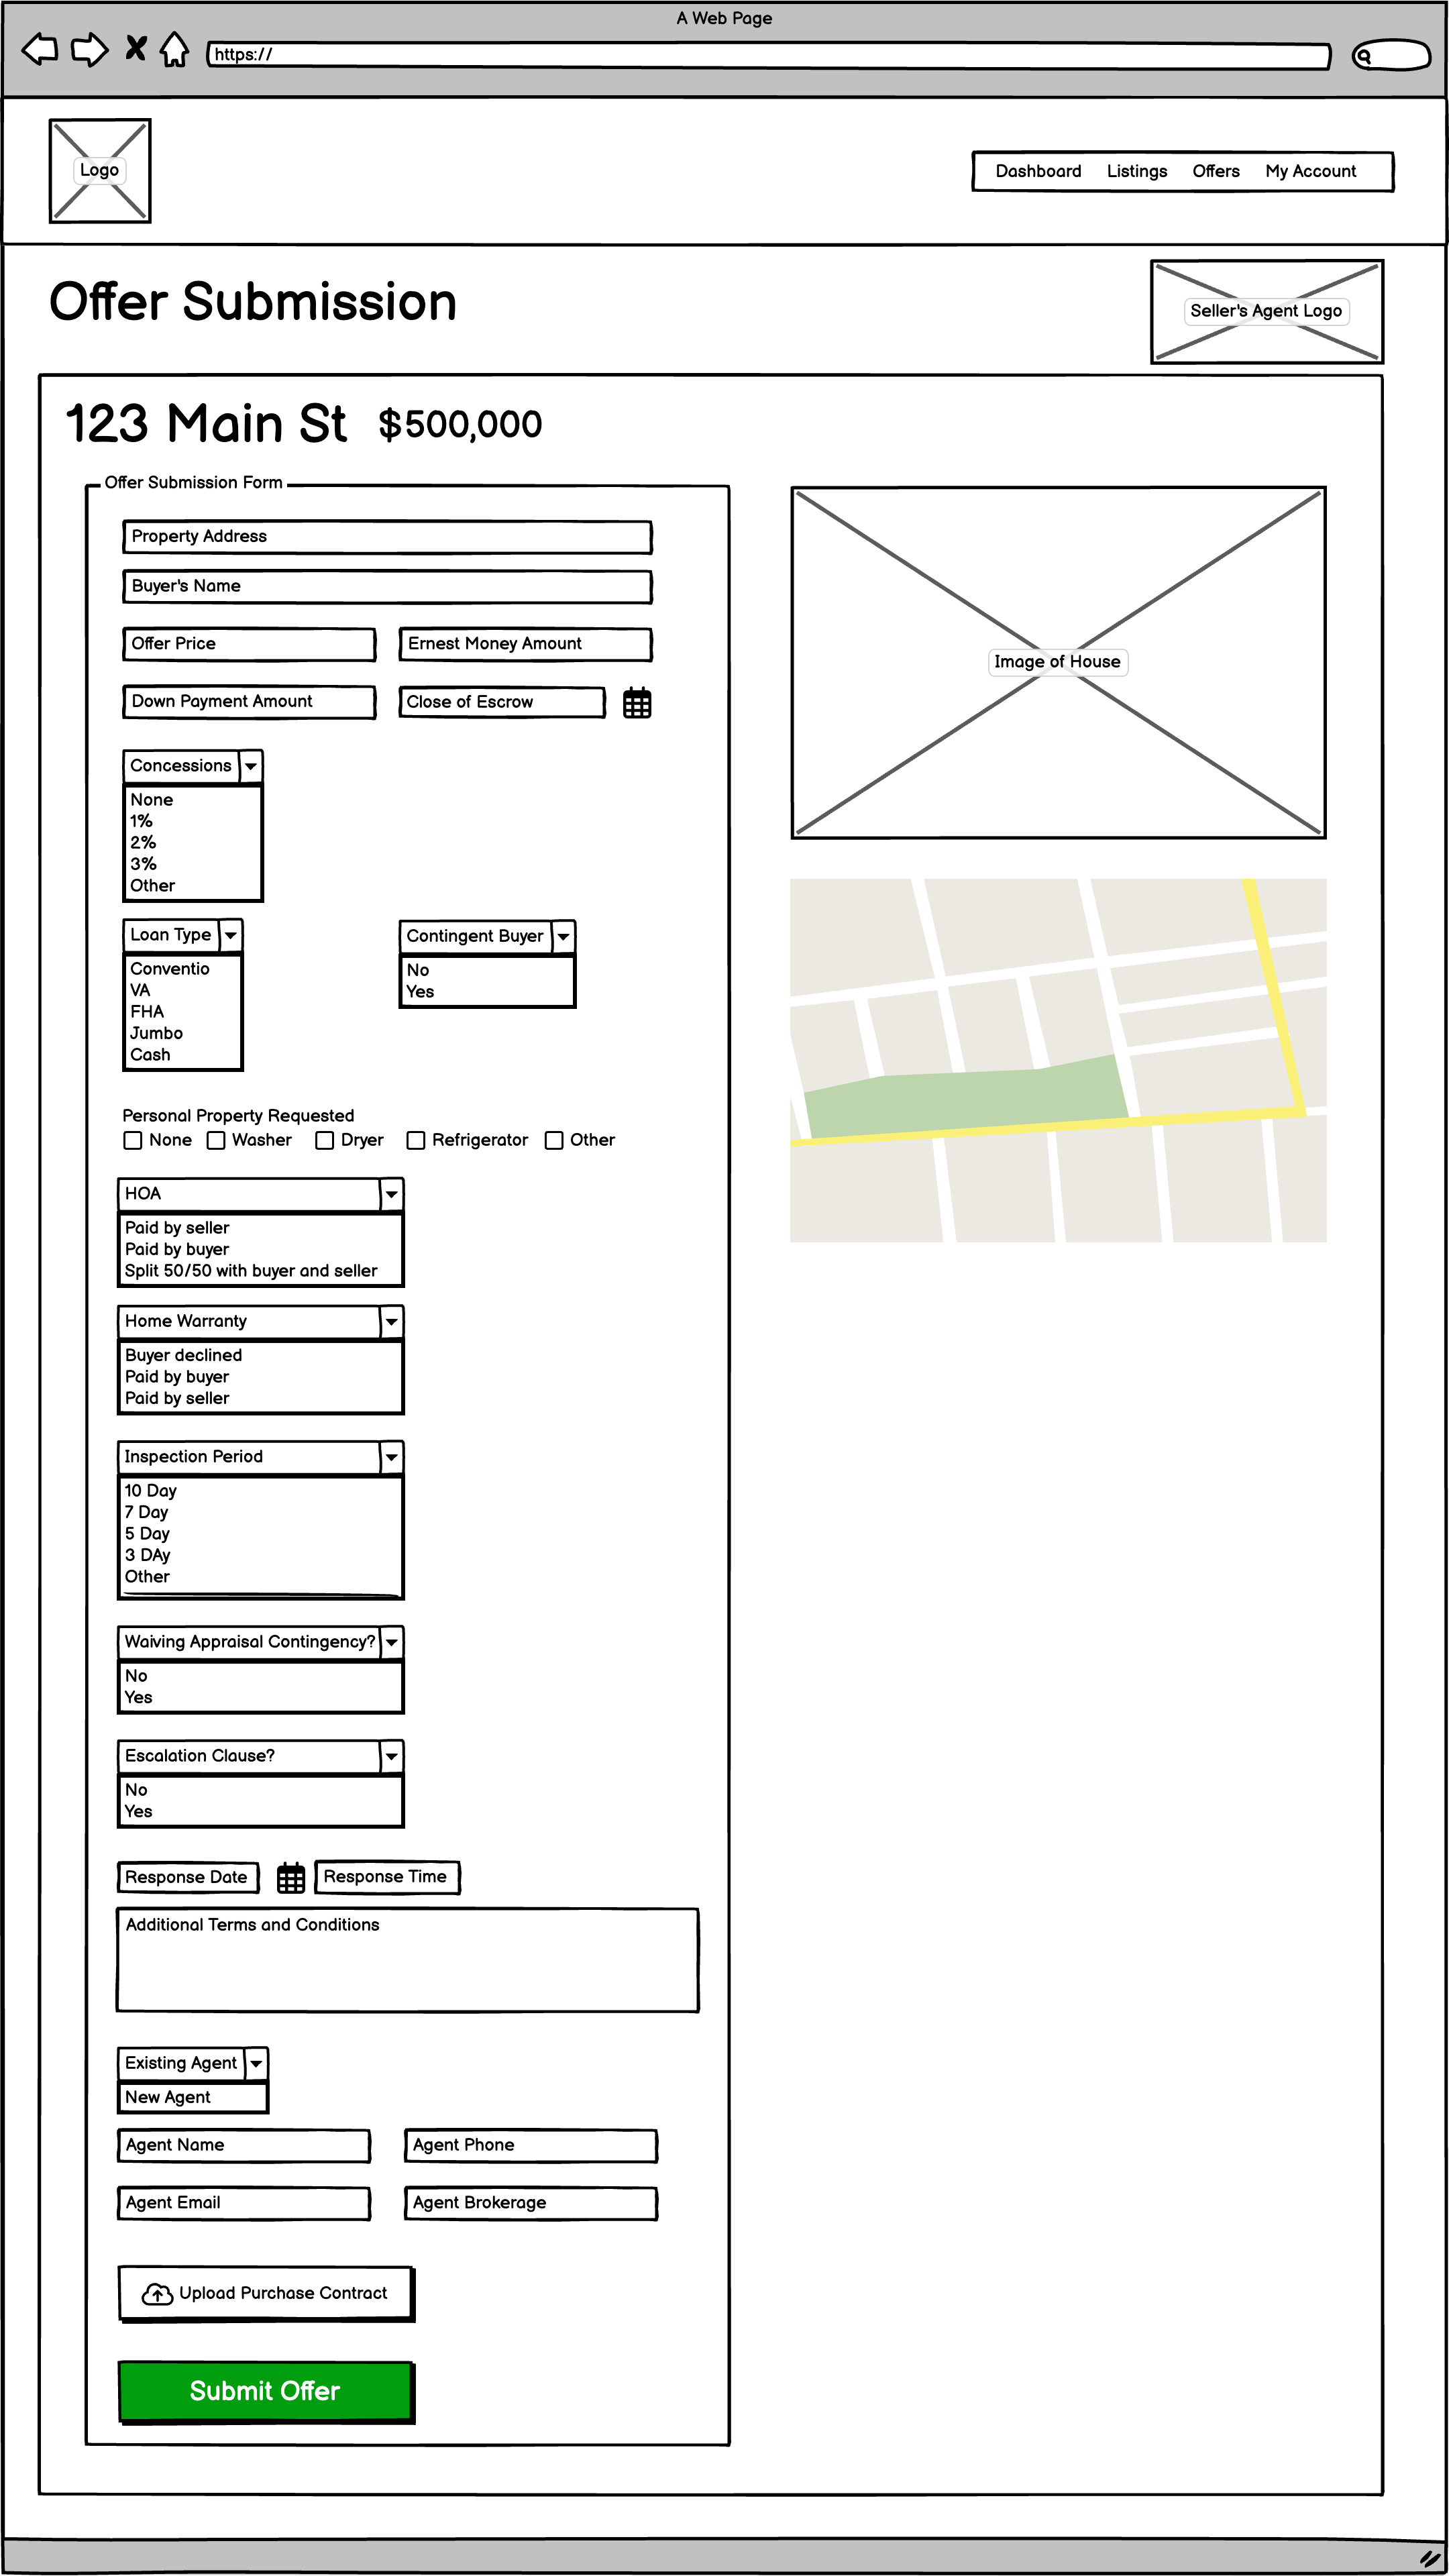 A Web Page
https://
Logo
Dashboard Listings Offers My Account
Offer Submission
Seller's Agent Logo
123 Main St $500,000
Offer Submission Form
Property Address
Buyer's Name
Offer Price Ernest Money Amount
Down Payment Amount Close of Escrow
Image of House
Concessions
None
1%
2%
3%
Other
Loan Type
Conventio
VA
FHA
Jumbo
Cash
Contingent Buyer
No
Yes
Personal Property Requested
None Washer Dryer Refrigerator Other
HOA
Paid by seller
Paid by buyer
Split 50/50 with buyer and seller
Home Warranty
Buyer declined
Paid by buyer
Paid by seller
Inspection Period
10 Day
7 Day
5 Day
3 DAy
Other
Waiving Appraisal Contingency?
No
Yes
Escalation Clause?
No
Yes
Response Date Response Time
Additional Terms and Conditions
Existing Agent
New Agent
Agent Name Agent Phone
Agent Email Agent Brokerage
Upload Purchase Contract
Submit Offer